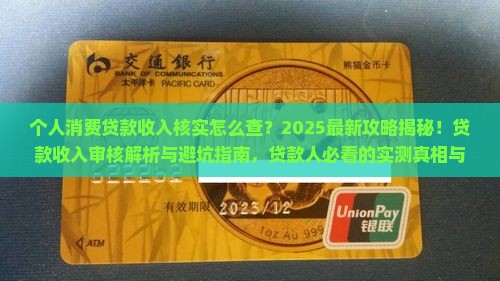 交通銀行
BANK OF COMMUNICATIONS
太平洋卡 PACIFIC CARD
熊猫金币卡
个人消费贷款收入核实怎么查？2025最新攻略揭秘！贷
款收入审核解析与避坑指南，贷款人必看的实测真相与
有效期限 2023/12
1oz Au .999
ATM
UnionPay
银联